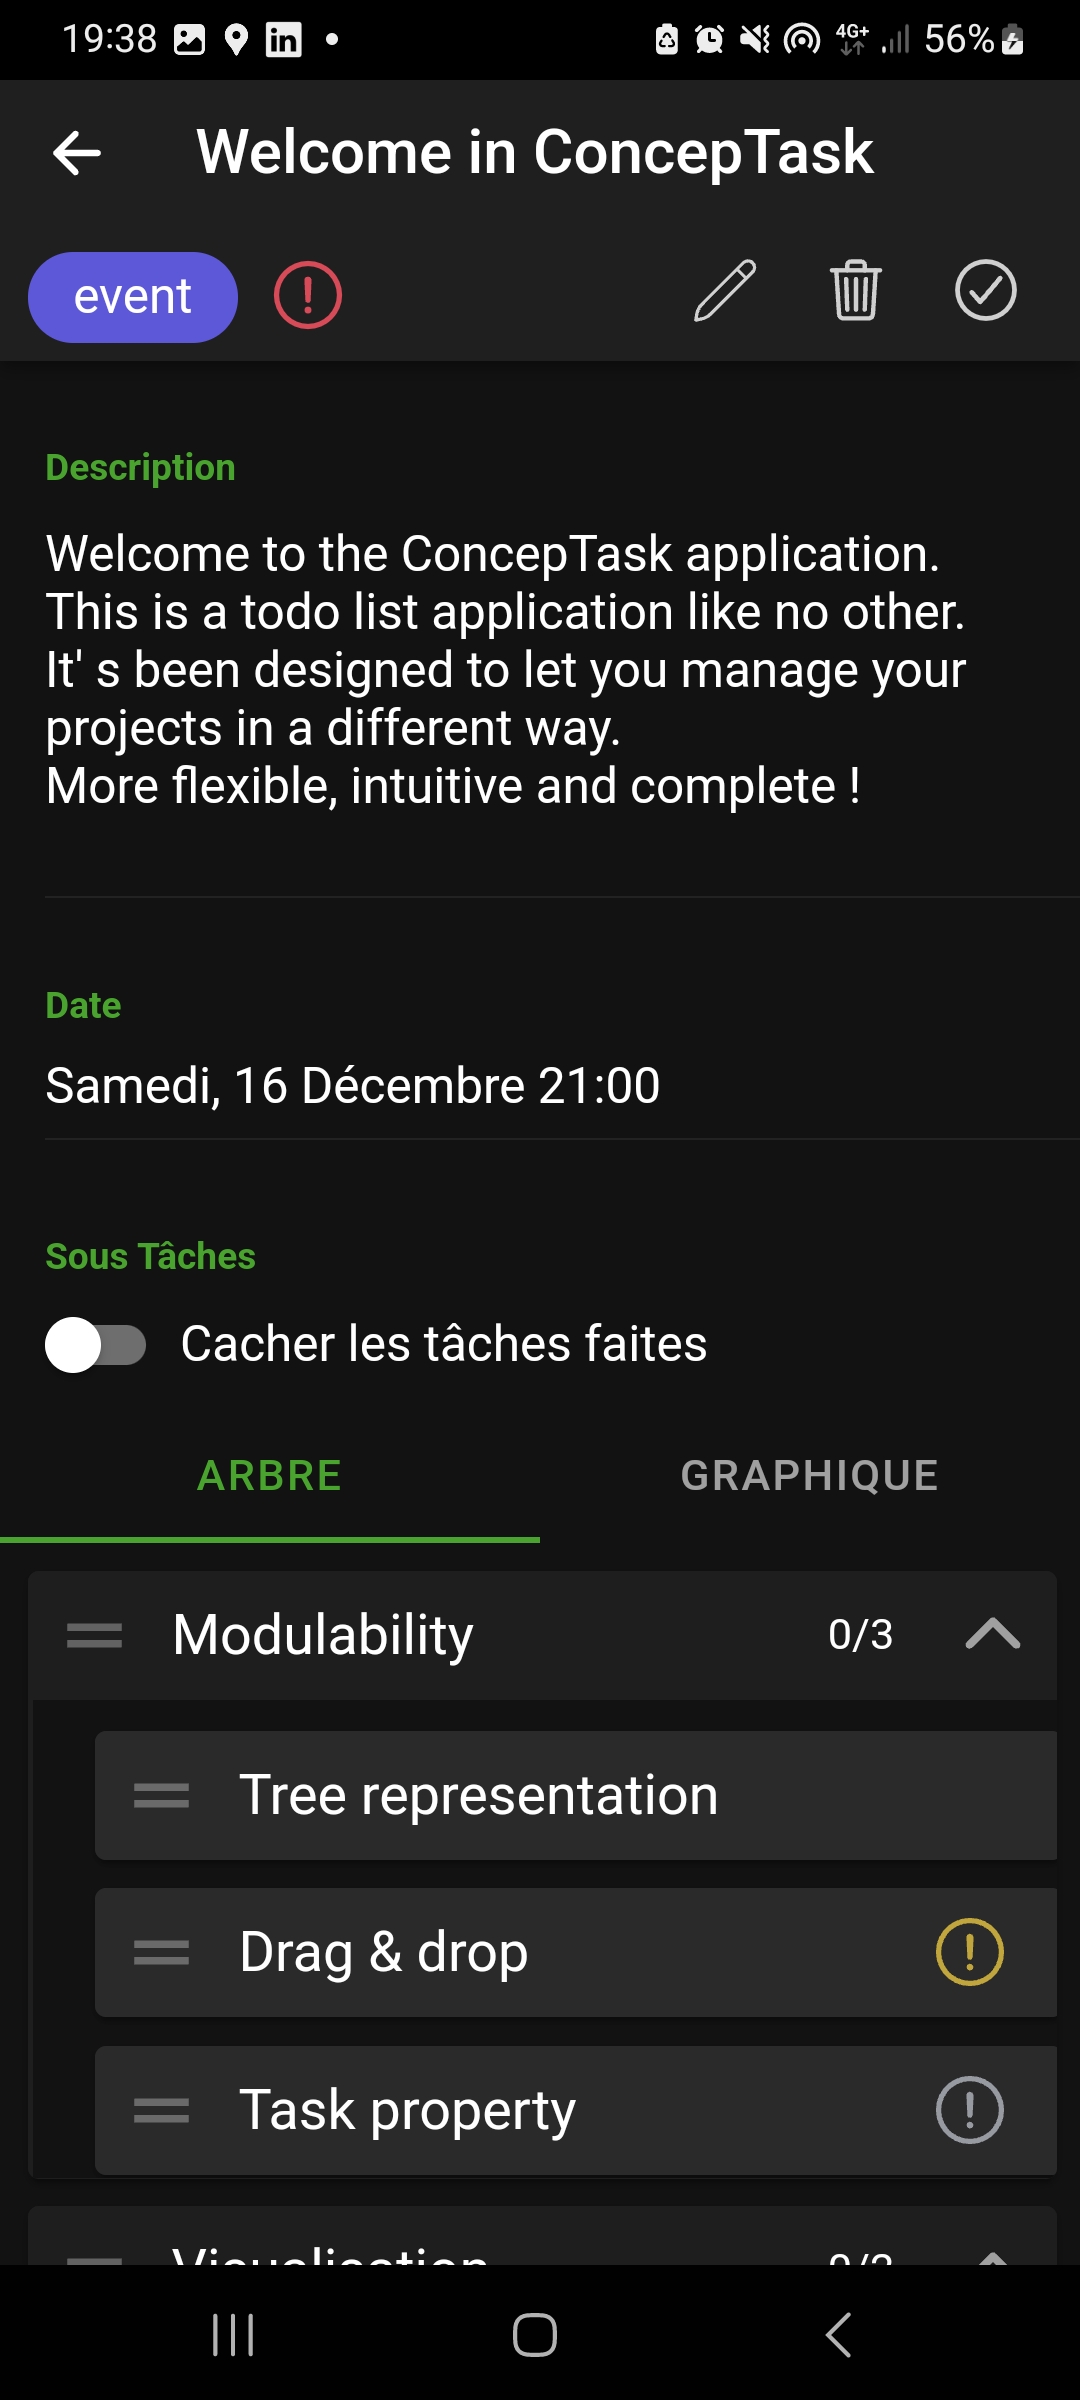 19:38
in
4G+
56%
Welcome in ConcepTask
event
Description
Welcome to the ConcepTask application.
This is a todo list application like no other.
It' s been designed to let you manage your
projects in a different way.
More flexible, intuitive and complete !
Date
Samedi, 16 Décembre 21:00
Sous Tâches
Cacher les tâches faites
ARBRE
GRAPHIQUE
Modulability
0/3
Tree representation
Drag & drop
Task property